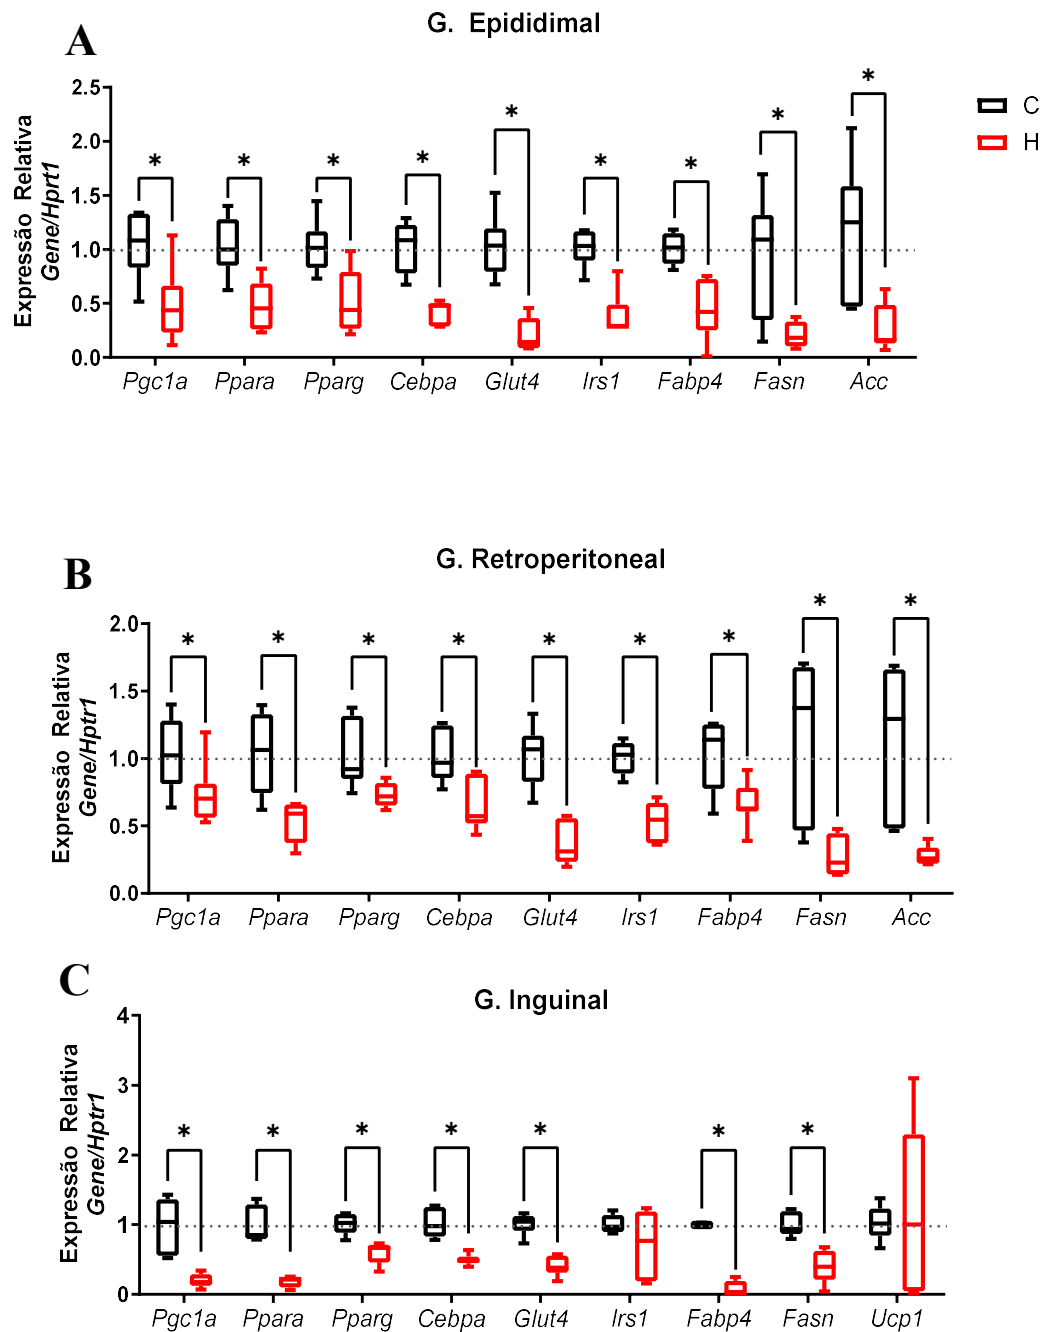 A
G. Epididimal
C
H
Expressão Relativa
Gene/Hprt1
2.5
2.0
1.5
1.0
0.5
0.0
* * * * * * * * *
Pgc1a Ppara Pparg Cebpa Glut4 Irs1 Fabp4 Fasn Acc
B
G. Retroperitoneal
Expressão Relativa
Gene/Hptr1
2.0
1.5
1.0
0.5
0.0
* * * * * * * * *
Pgc1a Ppara Pparg Cebpa Glut4 Irs1 Fabp4 Fasn Acc
C
G. Inguinal
Expressão Relativa
Gene/Hptr1
4
3
2
1
0
* * * * * * *
Pgc1a Ppara Pparg Cebpa Glut4 Irs1 Fabp4 Fasn Ucp1